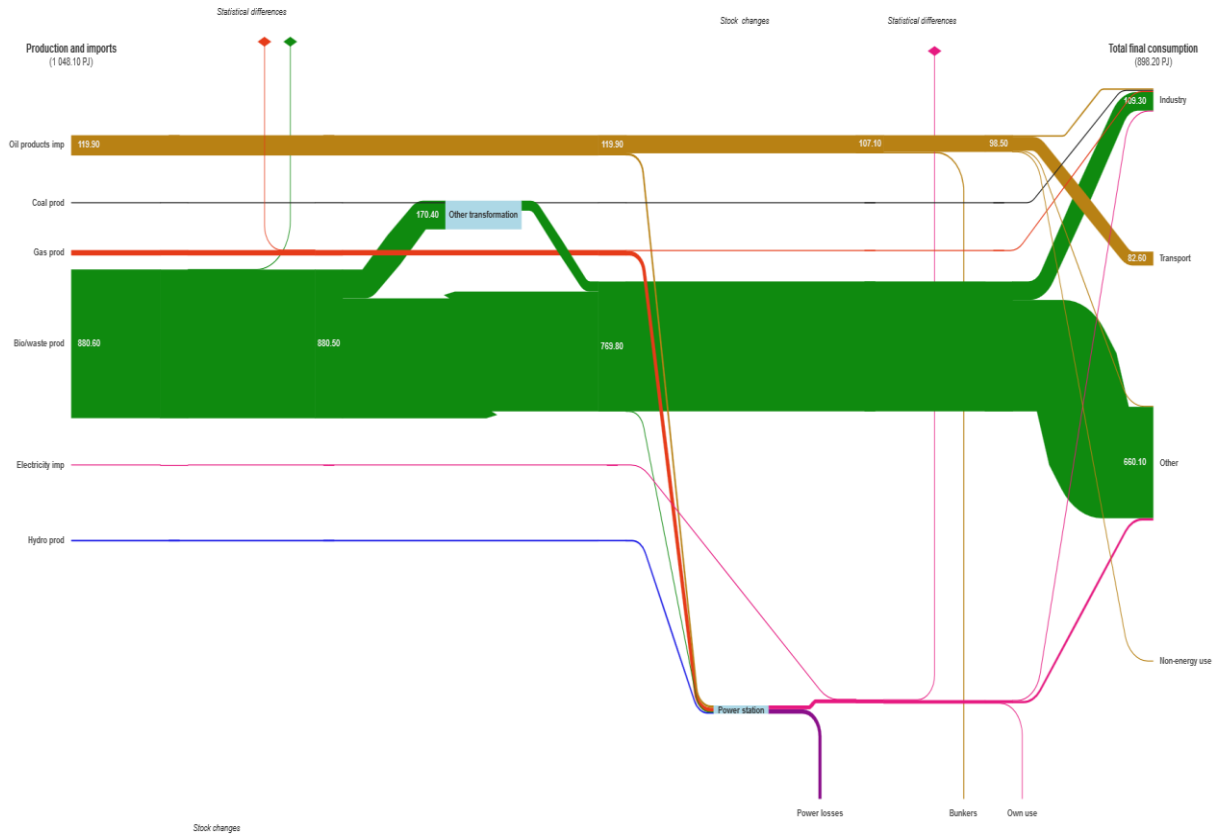 Statistical differences
Stock changes
Statistical differences
Production and imports
(1 048.10 PJ)
Total final consumption
(898.20 PJ)
109.30
Industry
Oil products imp
119.90
119.90
107.10
98.50
Coal prod
170.40
Other transformation
Gas prod
82.60
Transport
Bio/waste prod
880.60
880.50
769.80
Electricity imp
660.10
Other
Hydro prod
Non-energy use
Power station
Power losses
Bunkers
Own use
Stock changes